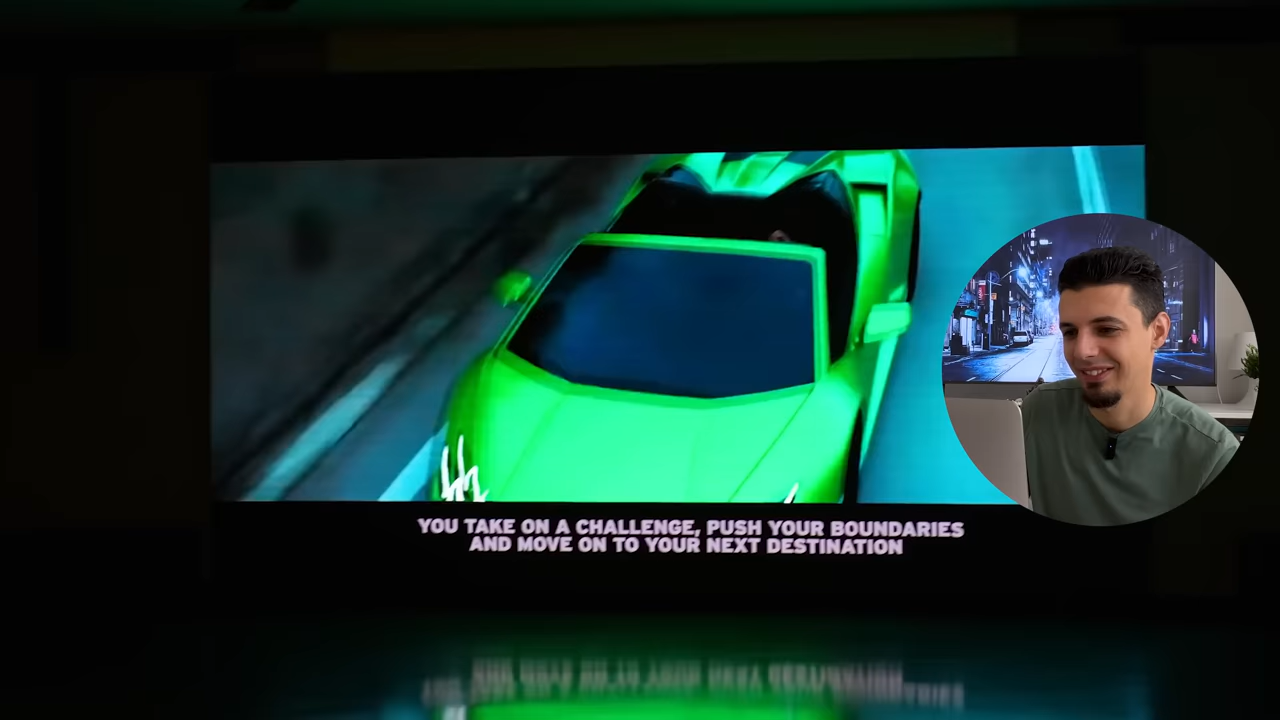 YOU TAKE ON A CHALLENGE, PUSH YOUR BOUNDARIES
AND MOVE ON TO YOUR NEXT DESTINATION